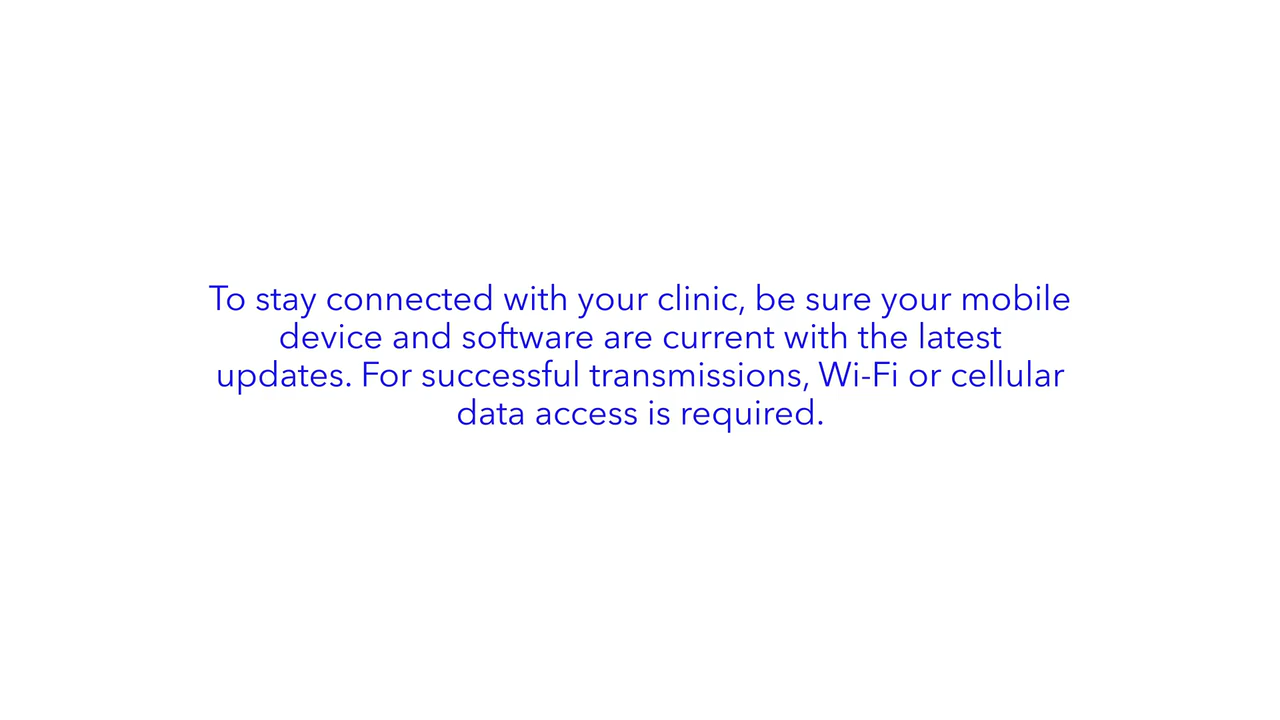 To stay connected with your clinic, be sure your mobile
device and software are current with the latest
updates. For successful transmissions, Wi-Fi or cellular
data access is required.